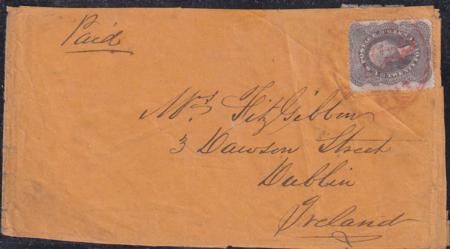 Paid
Mrs FitzGibbon
3 Dawson Street
Dublin
Ireland